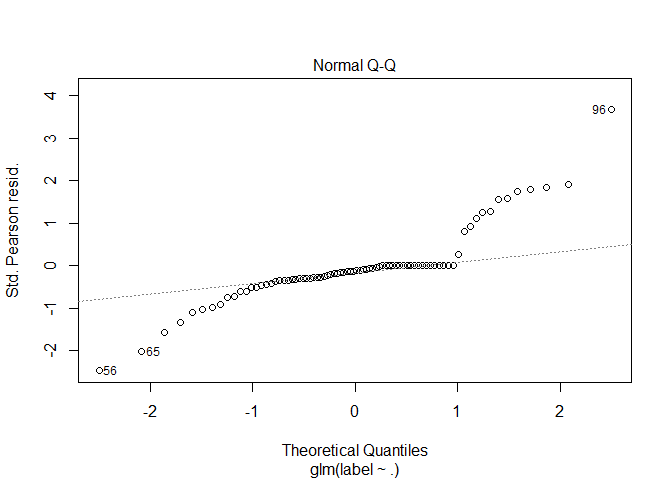 Normal Q-Q
Std. Pearson resid.
4
3
2
1
0
-1
-2
96
65
56
-2 -1 0 1 2
Theoretical Quantiles
glm(label ~ .)